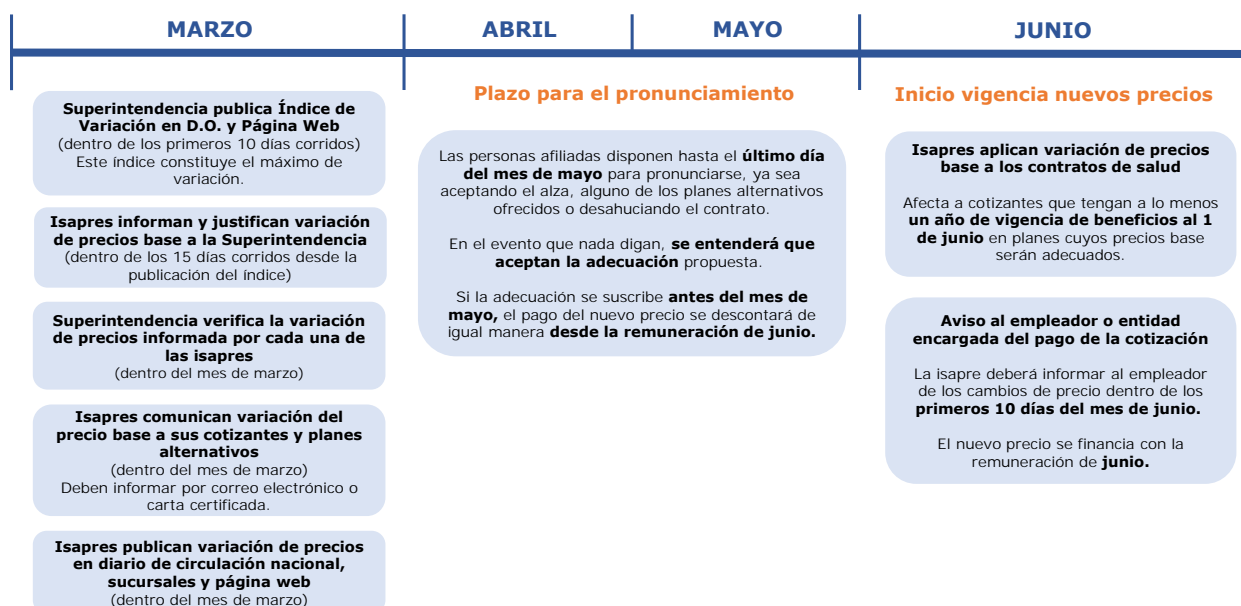 MARZO
ABRIL
MAYO
JUNIO
Superintendencia publica Índice de
Variación en D.O. y Página Web
(dentro de los primeros 10 días corridos)
Este índice constituye el máximo de
variación.
Isapres informan y justifican variación
de precios base a la Superintendencia
(dentro de los 15 días corridos desde la
publicación del índice)
Superintendencia verifica la variación
de precios informada por cada una de
las isapres
(dentro del mes de marzo)
Isapres comunican variación del
precio base a sus cotizantes y planes
alternativos
(dentro del mes de marzo)
Deben informar por correo electrónico o
carta certificada.
Isapres publican variación de precios
en diario de circulación nacional,
sucursales y página web
(dentro del mes de marzo)
Plazo para el pronunciamiento
Las personas afiliadas disponen hasta el último día
del mes de mayo para pronunciarse, ya sea
aceptando el alza, alguno de los planes alternativos
ofrecidos o desahuciando el contrato.
En el evento que nada digan, se entenderá que
aceptan la adecuación propuesta.
Si la adecuación se suscribe antes del mes de
mayo, el pago del nuevo precio se descontará de
igual manera desde la remuneración de junio.
Inicio vigencia nuevos precios
Isapres aplican variación de precios
base a los contratos de salud
Afecta a cotizantes que tengan a lo menos
un año de vigencia de beneficios al 1
de junio en planes cuyos precios base
serán adecuados.
Aviso al empleador o entidad
encargada del pago de la cotización
La isapre deberá informar al empleador
de los cambios de precio dentro de los
primeros 10 días del mes de junio.
El nuevo precio se financia con la
remuneración de junio.